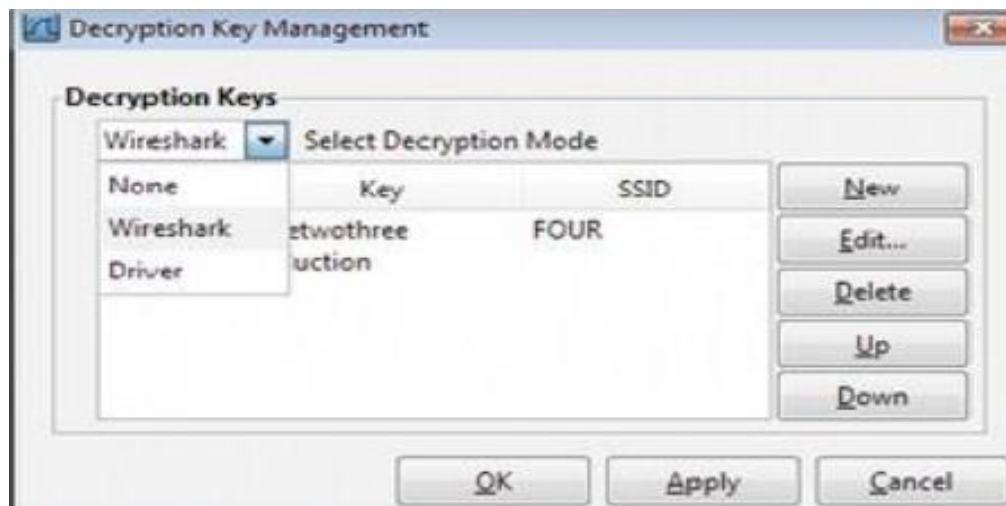 Decryption Key Management
Decryption Keys
Wireshark Select Decryption Mode
None Key SSID New
Wireshark etwothree FOUR Edit...
Driver uction Delete
Up
Down
OK Apply Cancel